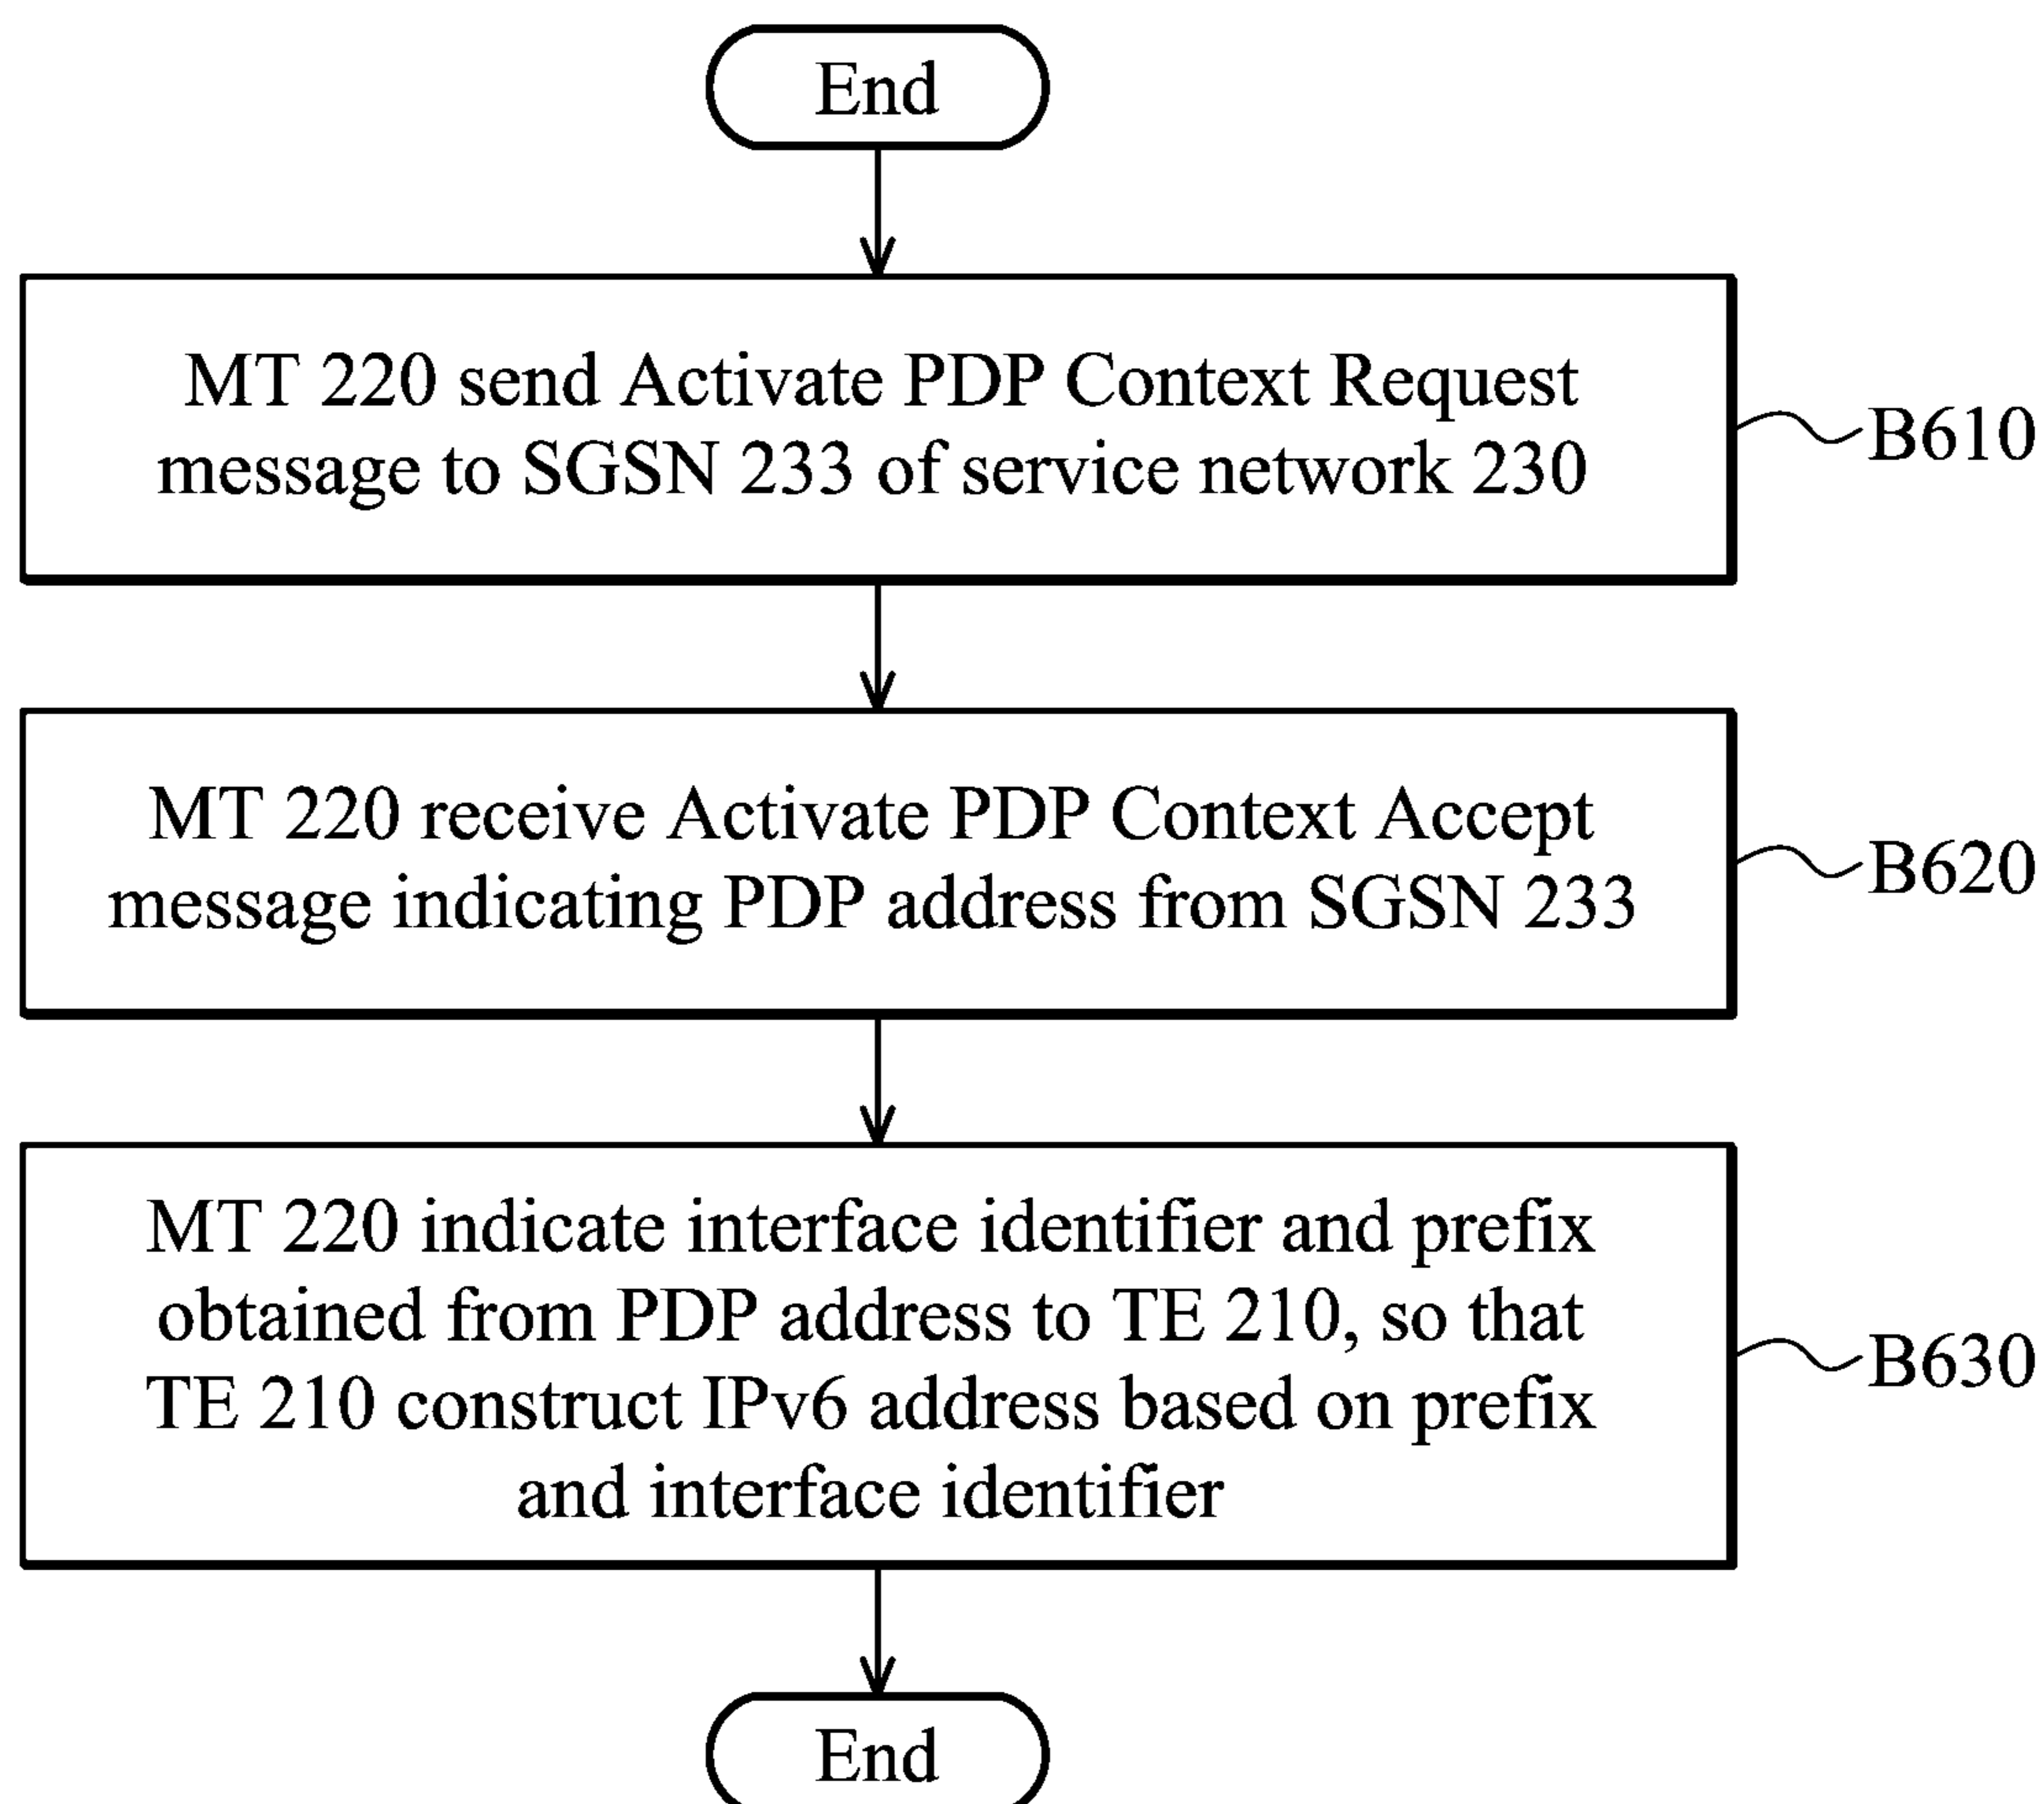 End
MT 220 send Activate PDP Context Request
message to SGSN 233 of service network 230
B610
MT 220 receive Activate PDP Context Accept
message indicating PDP address from SGSN 233
B620
MT 220 indicate interface identifier and prefix
obtained from PDP address to TE 210, so that
TE 210 construct IPv6 address based on prefix
and interface identifier
B630
End